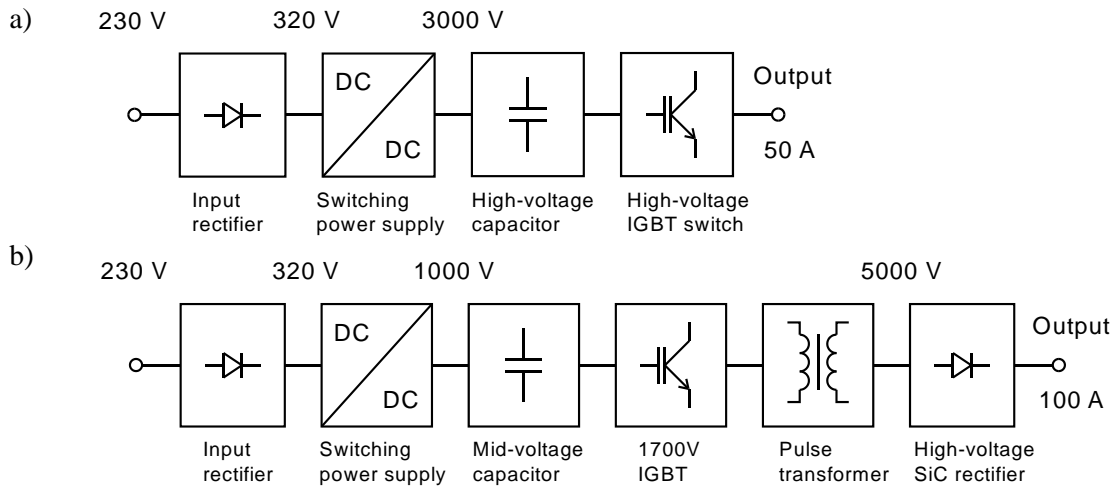 a)
230 V 320 V 3000 V
DC
DC
Output
50 A
Input
rectifier
Switching
power supply
High-voltage
capacitor
High-voltage
IGBT switch
b)
230 V 320 V 1000 V 5000 V
DC
DC
Output
100 A
Input
rectifier
Switching
power supply
Mid-voltage
capacitor
1700V
IGBT
Pulse
transformer
High-voltage
SiC rectifier